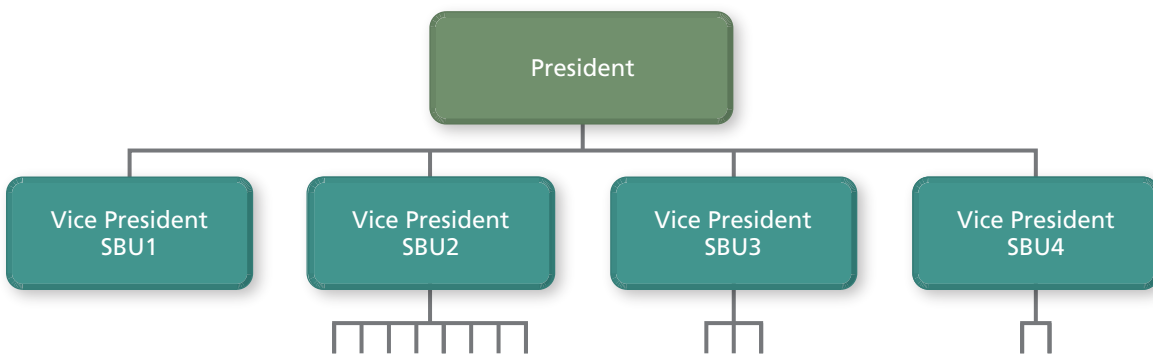 President
Vice President
SBU1
Vice President
SBU2
Vice President
SBU3
Vice President
SBU4